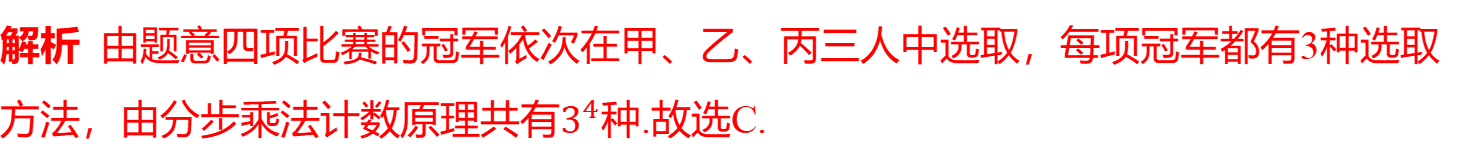 解析 由题意四项比赛的冠军依次在甲、乙、丙三人中选取，每项冠军都有3种选取
方法，由分步乘法计数原理共有3⁴种.故选C.